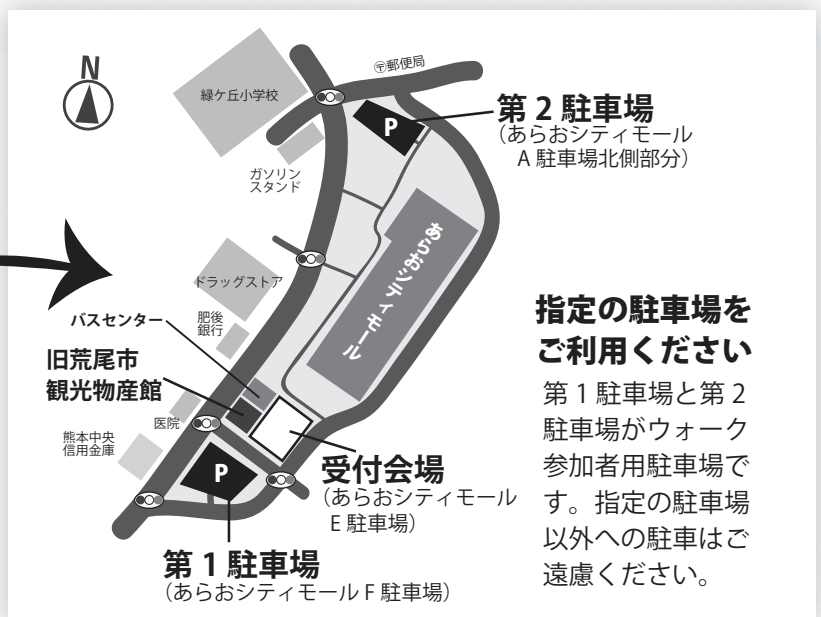 N
〒郵便局
緑ケ丘小学校
P
第2駐車場
(あらおシティモール
A駐車場北側部分)
ガソリン
スタンド
あらおシティモール
ドラッグストア
バスセンター
肥後
銀行
旧荒尾市
観光物産館
医院
熊本中央
信用金庫
P
受付会場
(あらおシティモール
E駐車場)
第1駐車場
(あらおシティモールF駐車場)
指定の駐車場を
ご利用ください
第1駐車場と第2
駐車場がウォーク
参加者用駐車場で
す。指定の駐車場
以外への駐車はご
遠慮ください。